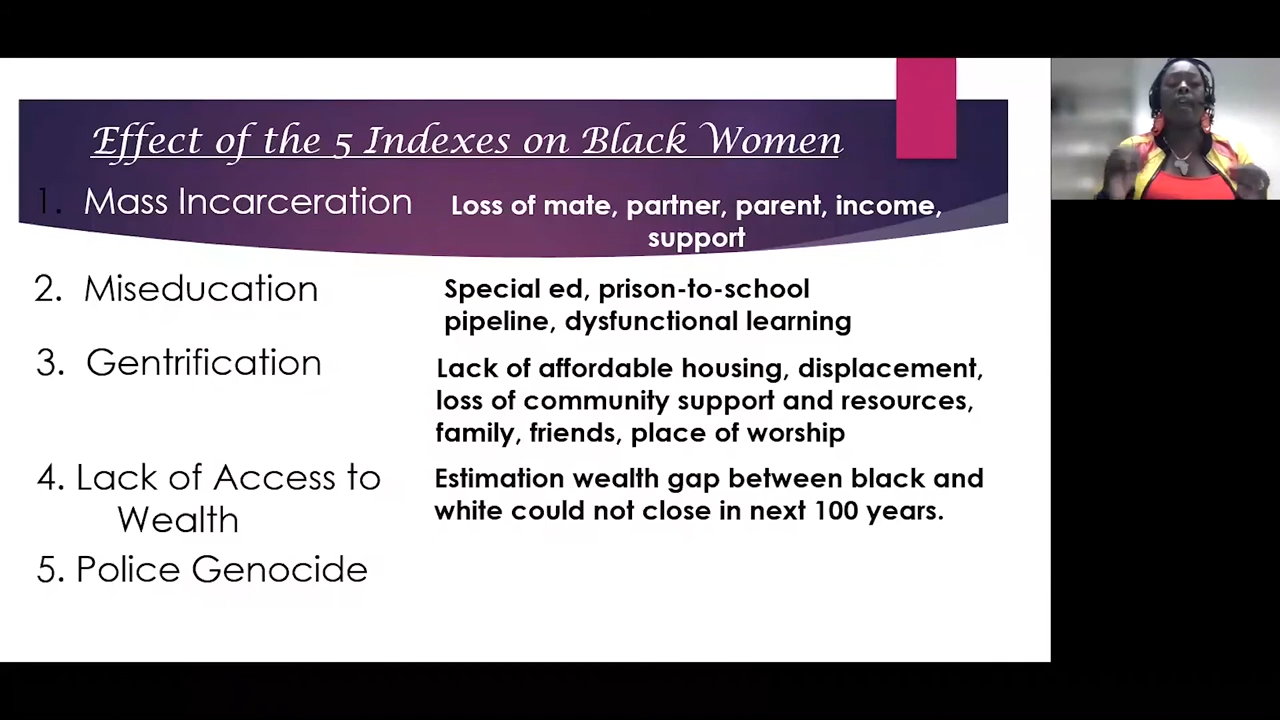 Effect of the 5 Indexes on Black Women
1. Mass Incarceration Loss of mate, partner, parent, income,
support
2. Miseducation Special ed, prison-to-school
pipeline, dysfunctional learning
3. Gentrification Lack of affordable housing, displacement,
loss of community support and resources,
family, friends, place of worship
4. Lack of Access to Estimation wealth gap between black and
Wealth white could not close in next 100 years.
5. Police Genocide